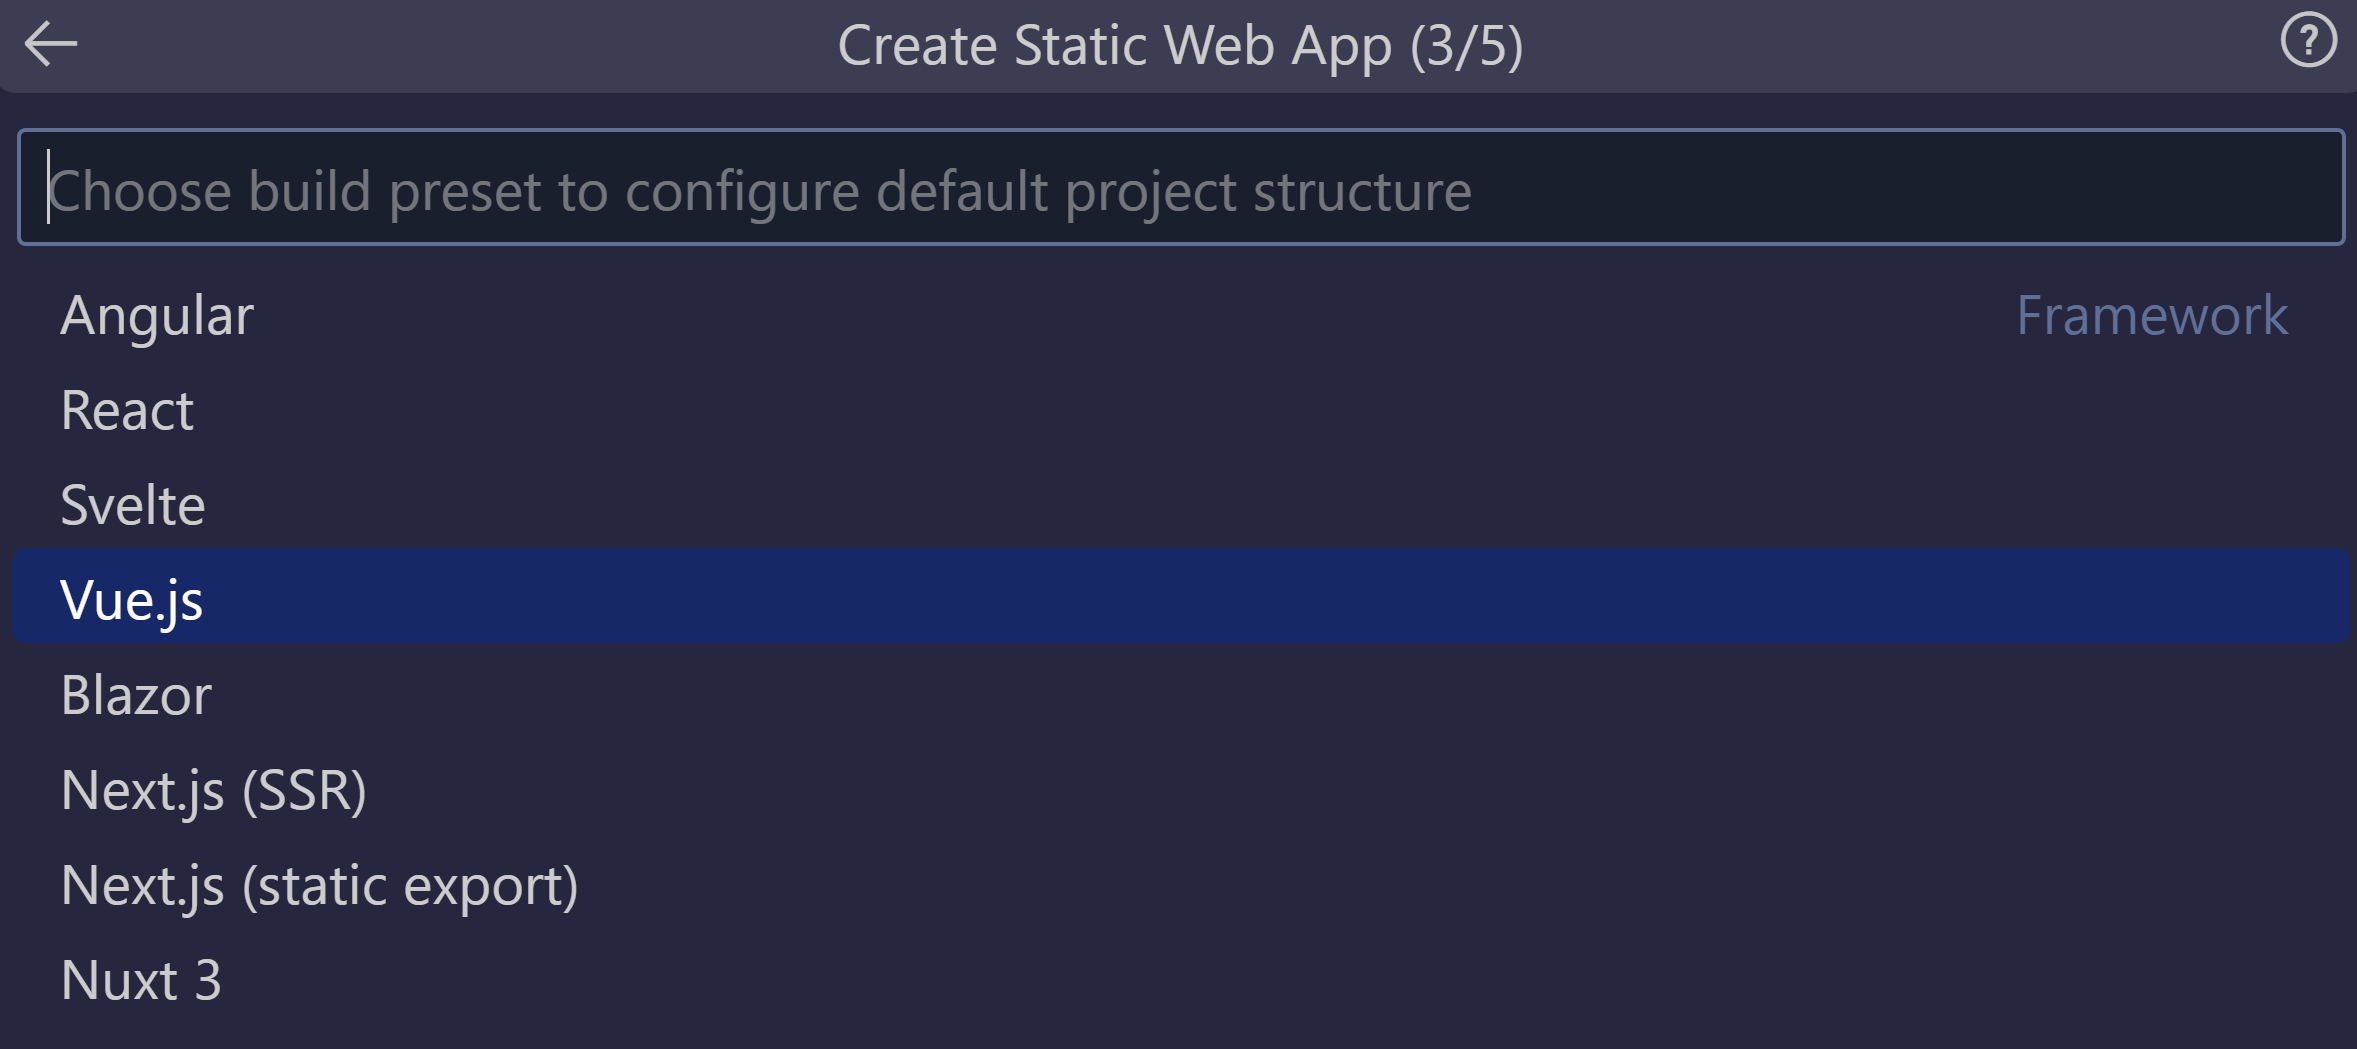 Create Static Web App (3/5)
?
Choose build preset to configure default project structure
Angular Framework
React
Svelte
Vue.js
Blazor
Next.js (SSR)
Next.js (static export)
Nuxt 3